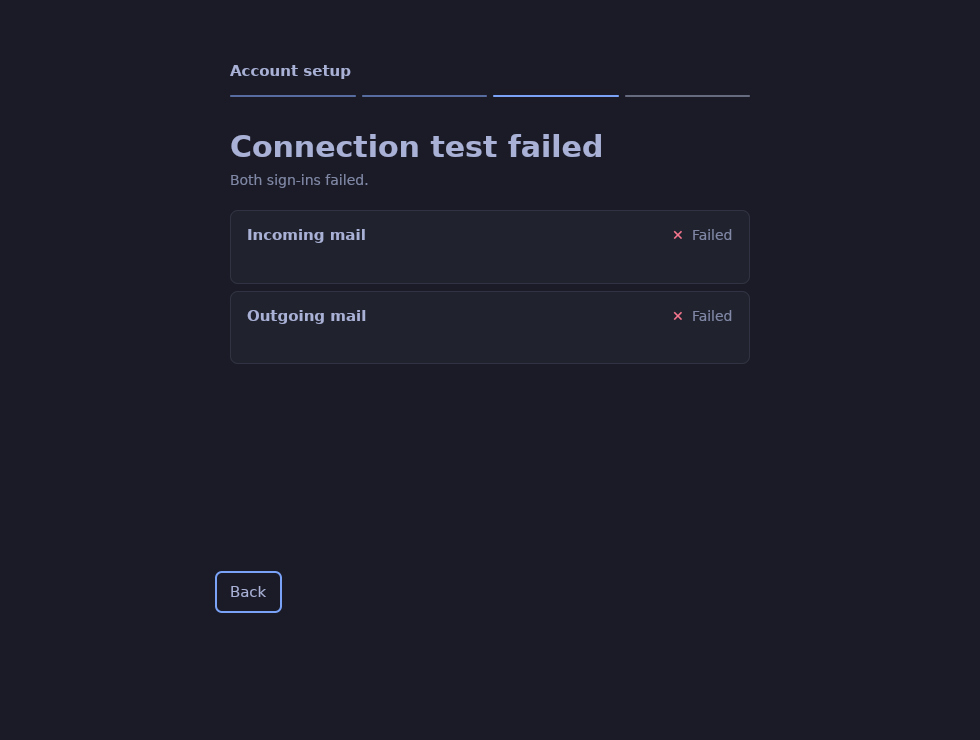 Account setup
Connection test failed
Both sign-ins failed.
Incoming mail
✕ Failed
Outgoing mail
✕ Failed
Back